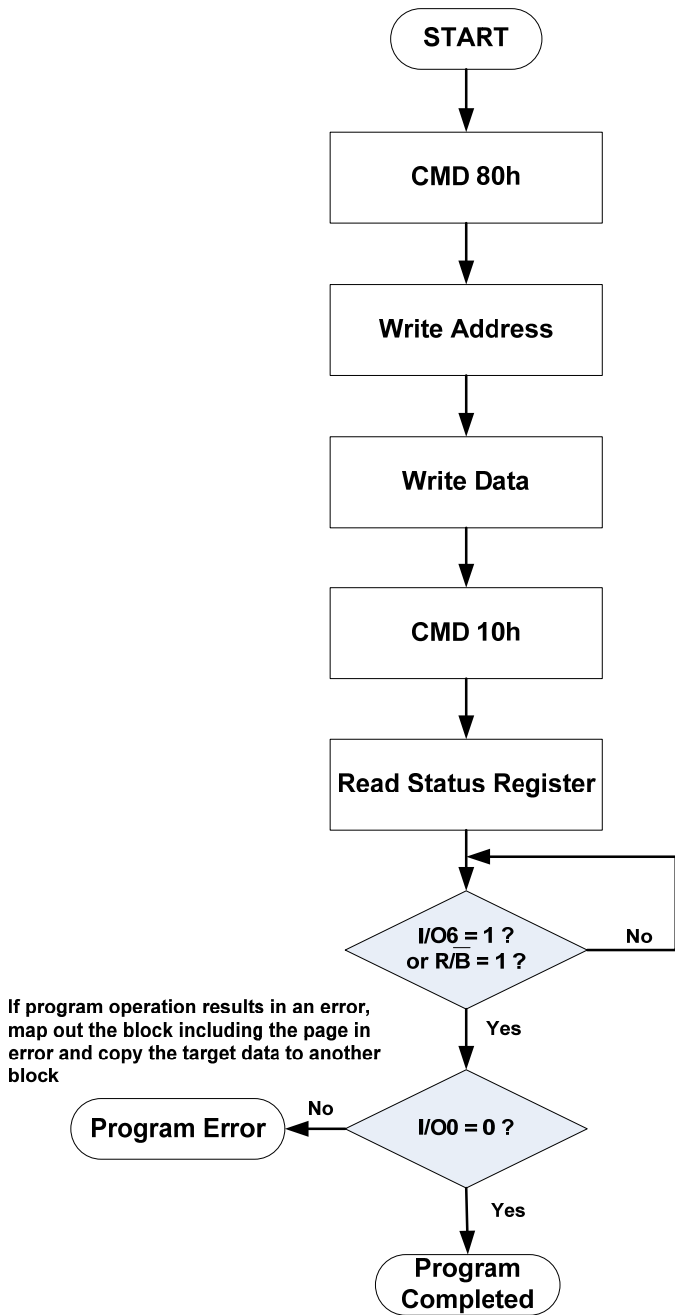 START
CMD 80h
Write Address
Write Data
CMD 10h
Read Status Register
I/O6 = 1 ?
or R/B̅ = 1 ?
No
Yes
If program operation results in an error,
map out the block including the page in
error and copy the target data to another
block
No
Program Error
I/O0 = 0 ?
Yes
Program
Completed